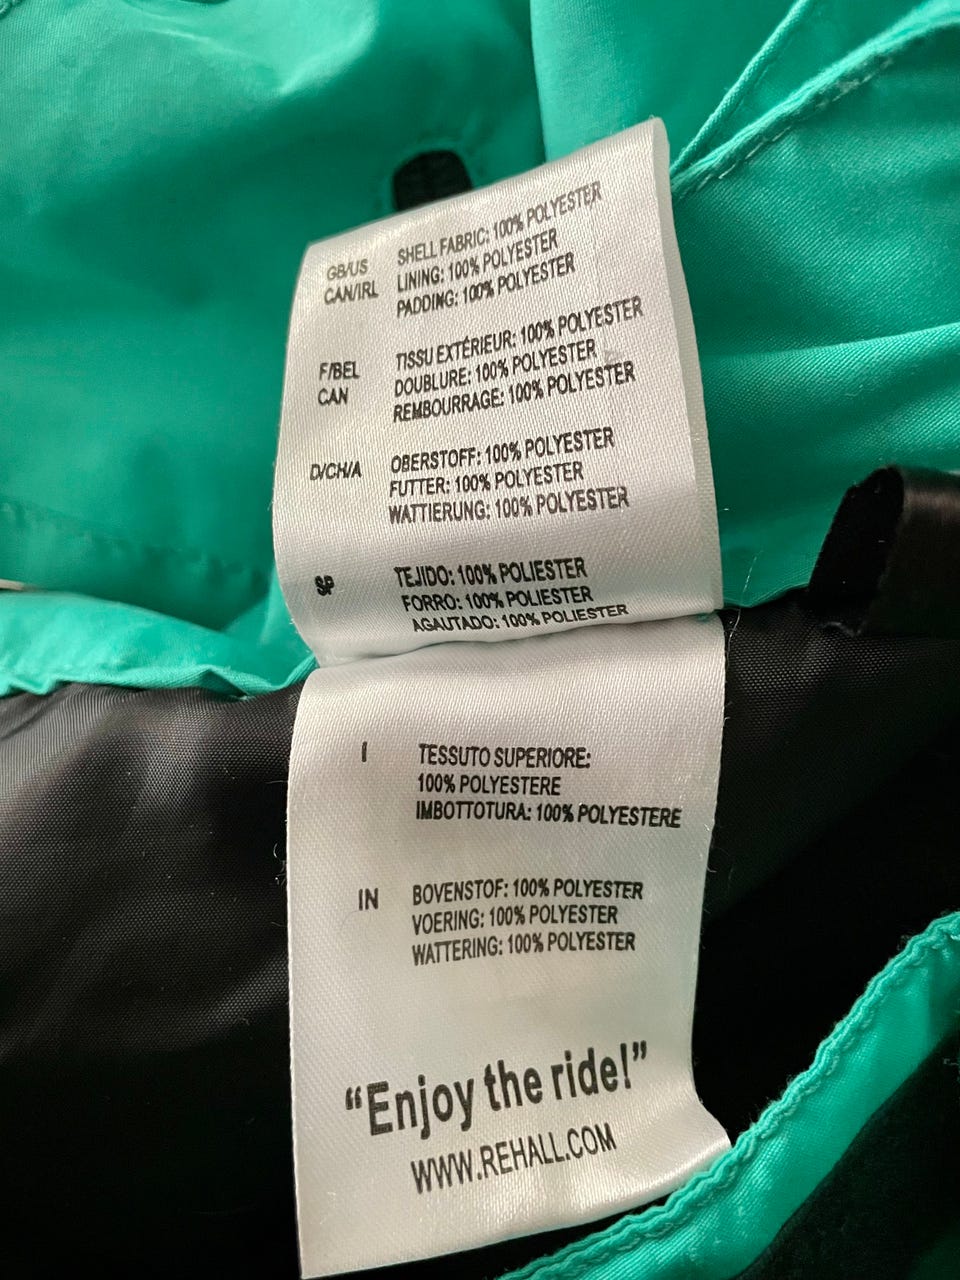 GB/US SHELL FABRIC: 100% POLYESTER
CAN/IRL LINING: 100% POLYESTER
PADDING: 100% POLYESTER
F/BEL TISSU EXTÉRIEUR: 100% POLYESTER
CAN DOUBLURE: 100% POLYESTER
REMBOURRAGE: 100% POLYESTER
D/CH/A OBERSTOFF: 100% POLYESTER
FUTTER: 100% POLYESTER
WATTIERUNG: 100% POLYESTER
SP TEJIDO: 100% POLIESTER
FORRO: 100% POLIESTER
AGAUTADO: 100% POLIESTER
I TESSUTO SUPERIORE:
100% POLYESTERE
IMBOTTOTURA: 100% POLYESTERE
IN BOVENSTOF: 100% POLYESTER
VOERING: 100% POLYESTER
WATTERING: 100% POLYESTER
“Enjoy the ride!”
WWW.REHALL.COM